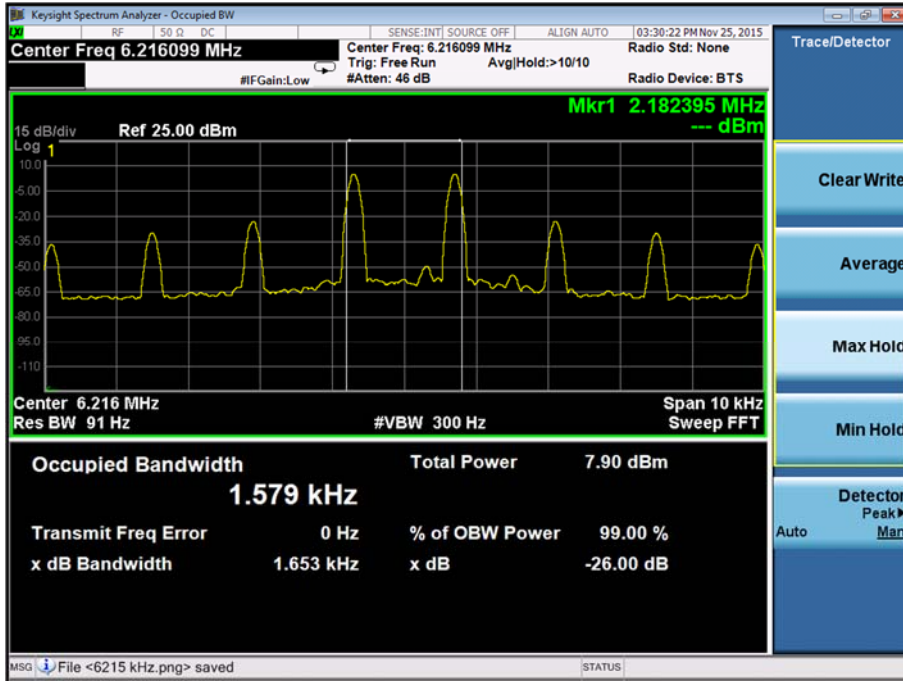 Keysight Spectrum Analyzer - Occupied BW
LXI RF 50 Ω DC SENSE:INT SOURCE OFF ALIGN AUTO 03:30:22 PM Nov 25, 2015
Center Freq 6.216099 MHz
Center Freq: 6.216099 MHz
Radio Std: None
Trig: Free Run
Avg|Hold:>10/10
#IFGain:Low
#Atten: 46 dB
Radio Device: BTS
Mkr1 2.182395 MHz
--- dBm
15 dB/div
Ref 25.00 dBm
Log
1
10.0
-5.00
-20.0
-35.0
-50.0
-65.0
-80.0
-95.0
-110
Center 6.216 MHz
Span 10 kHz
Res BW 91 Hz
#VBW 300 Hz
Sweep FFT
Occupied Bandwidth
Total Power 7.90 dBm
1.579 kHz
Transmit Freq Error 0 Hz
% of OBW Power 99.00 %
x dB Bandwidth 1.653 kHz
x dB -26.00 dB
MSG File <6215 kHz.png> saved
STATUS
Trace/Detector
Clear Write
Average
Max Hold
Min Hold
Detector
Peak
Auto Man